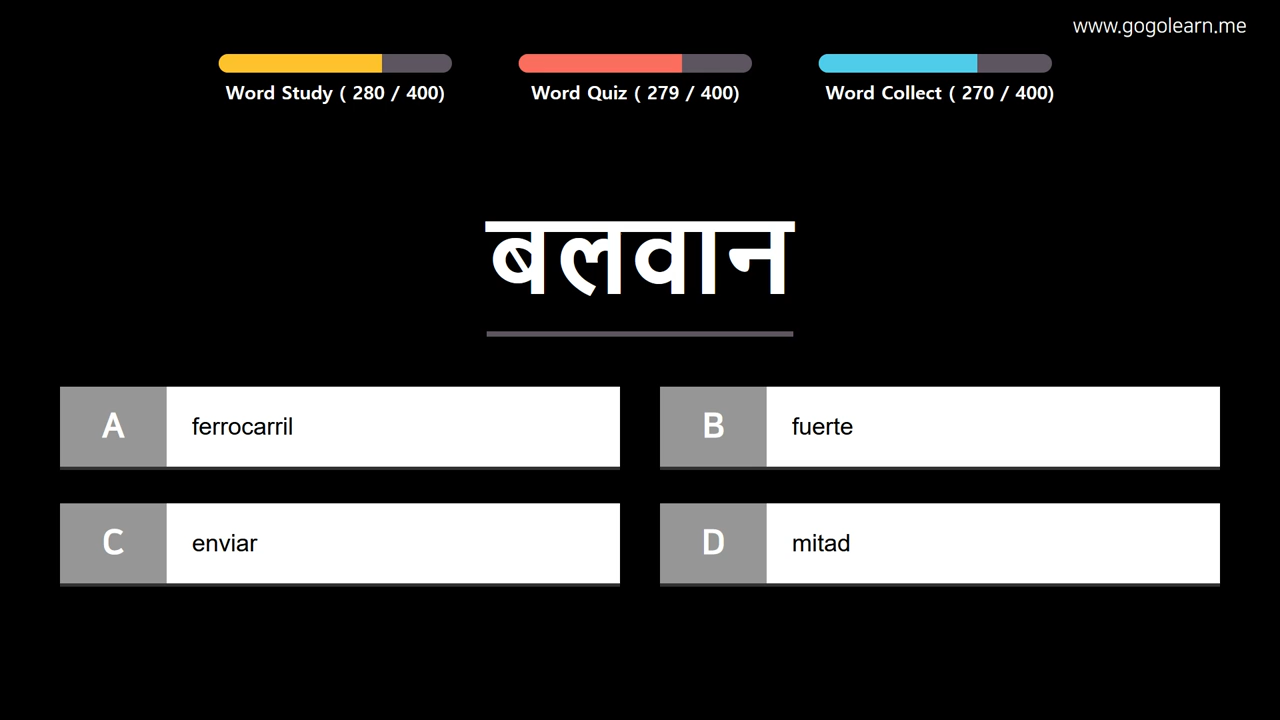 www.gogolearn.me
Word Study ( 280 / 400)
Word Quiz ( 279 / 400)
Word Collect ( 270 / 400)
बलवान
A ferrocarril
B fuerte
C enviar
D mitad